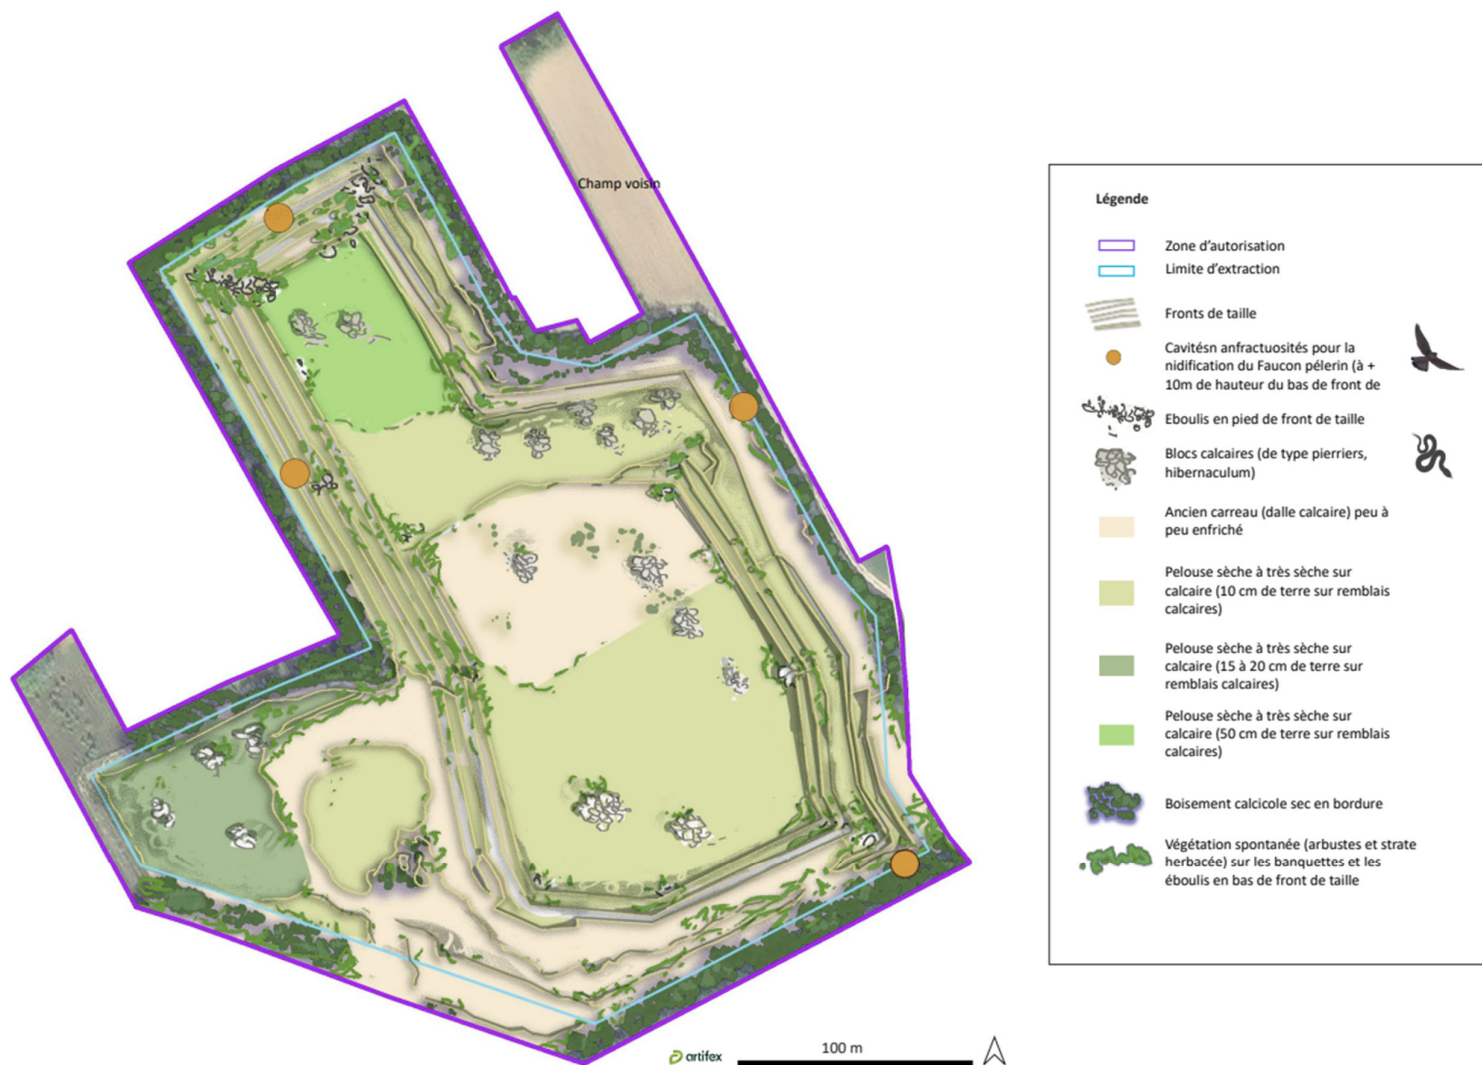 Champ voisin
Légende
Zone d'autorisation
Limite d'extraction
Fronts de taille
Cavitésn anfractuosités pour la
nidification du Faucon pélerin (à +
10m de hauteur du bas de front de
Eboulis en pied de front de taille
Blocs calcaires (de type pierriers,
hibernaculum)
Ancien carreau (dalle calcaire) peu à
peu enfriché
Pelouse sèche à très sèche sur
calcaire (10 cm de terre sur remblais
calcaires)
Pelouse sèche à très sèche sur
calcaire (15 à 20 cm de terre sur
remblais calcaires)
Pelouse sèche à très sèche sur
calcaire (50 cm de terre sur remblais
calcaires)
Boisement calcicole sec en bordure
Végétation spontanée (arbustes et strate
herbacée) sur les banquettes et les
éboulis en bas de front de taille
artifex
100 m